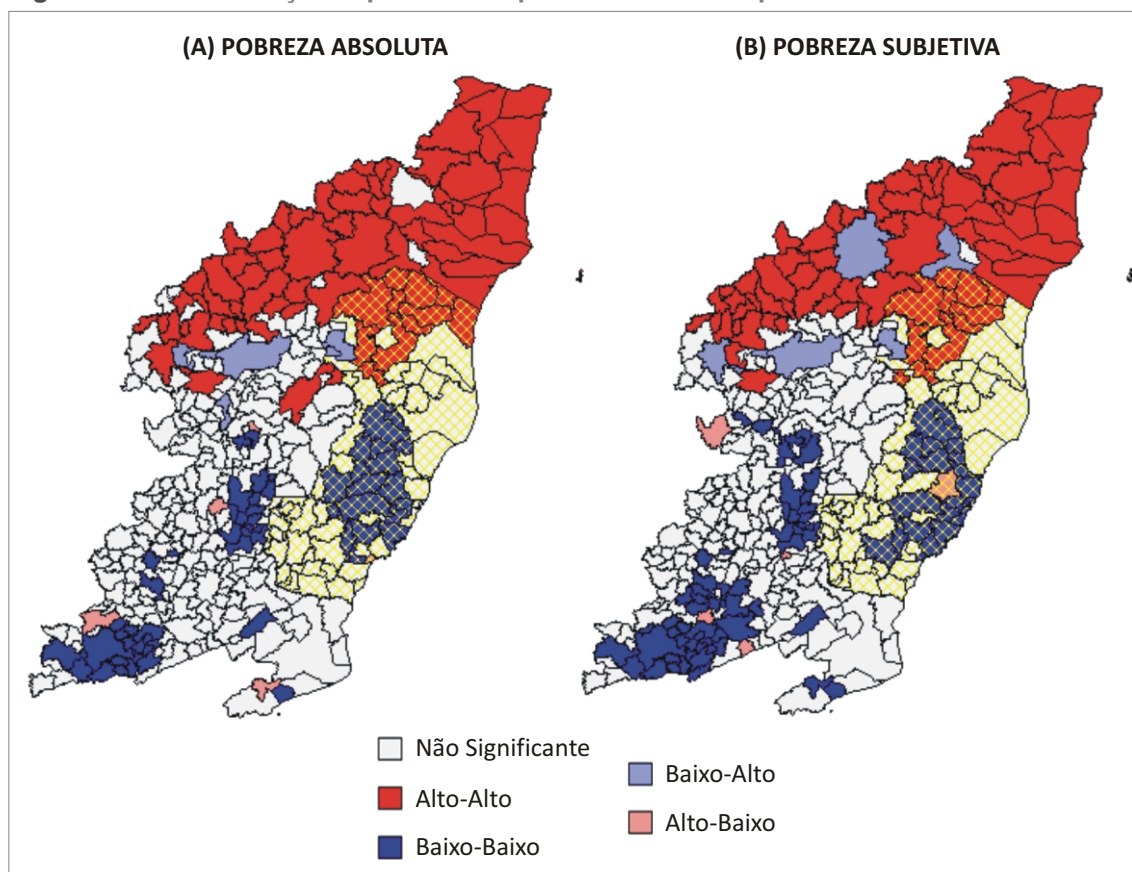 (A) POBREZA ABSOLUTA
(B) POBREZA SUBJETIVA
Não Significante
Alto-Alto
Baixo-Baixo
Baixo-Alto
Alto-Baixo